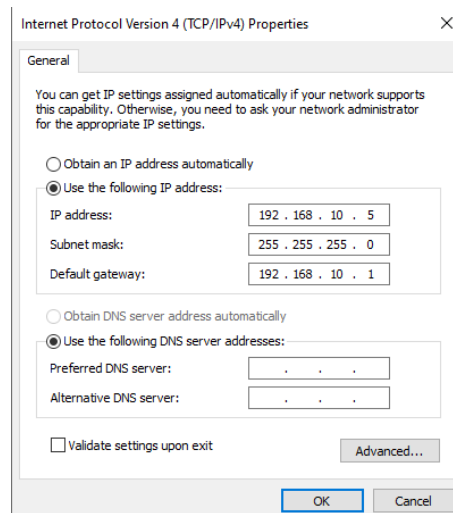 Internet Protocol Version 4 (TCP/IPv4) Properties
General
You can get IP settings assigned automatically if your network supports
this capability. Otherwise, you need to ask your network administrator
for the appropriate IP settings.
Obtain an IP address automatically
Use the following IP address:
IP address: 192 . 168 . 10 . 5
Subnet mask: 255 . 255 . 255 . 0
Default gateway: 192 . 168 . 10 . 1
Obtain DNS server address automatically
Use the following DNS server addresses:
Preferred DNS server: . . .
Alternative DNS server: . . .
Validate settings upon exit
Advanced...
OK Cancel